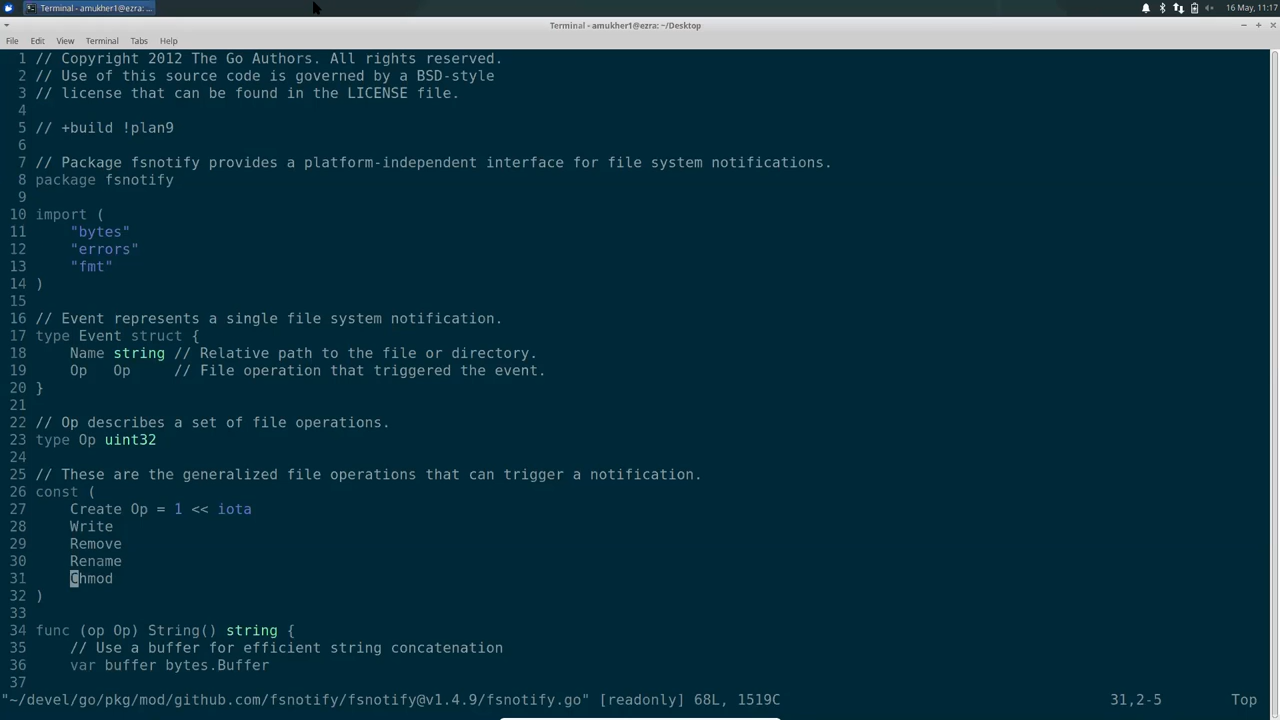 Terminal - amukher1@ezra: ...
16 May, 11:17
Terminal - amukher1@ezra: ~/Desktop
File Edit View Terminal Tabs Help
1 // Copyright 2012 The Go Authors. All rights reserved.
2 // Use of this source code is governed by a BSD-style
3 // license that can be found in the LICENSE file.
4
5 // +build !plan9
6
7 // Package fsnotify provides a platform-independent interface for file system notifications.
8 package fsnotify
9
10 import (
11     "bytes"
12     "errors"
13     "fmt"
14 )
15
16 // Event represents a single file system notification.
17 type Event struct {
18     Name string // Relative path to the file or directory.
19     Op   Op     // File operation that triggered the event.
20 }
21
22 // Op describes a set of file operations.
23 type Op uint32
24
25 // These are the generalized file operations that can trigger a notification.
26 const (
27     Create Op = 1 << iota
28     Write
29     Remove
30     Rename
31     Chmod
32 )
33
34 func (op Op) String() string {
35     // Use a buffer for efficient string concatenation
36     var buffer bytes.Buffer
37
"~/devel/go/pkg/mod/github.com/fsnotify/fsnotify@v1.4.9/fsnotify.go" [readonly] 68L, 1519C 31,2-5 Top